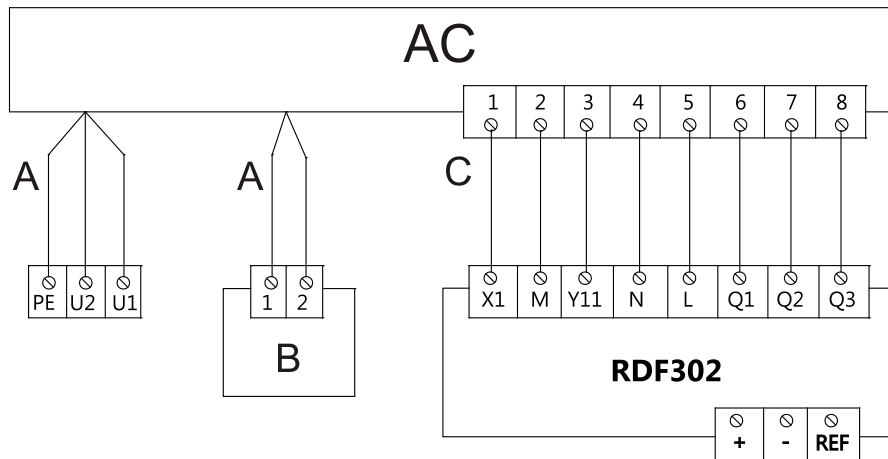 AC
1 2 3 4 5 6 7 8
A A C
PE U2 U1
1 2
X1 M Y11 N L Q1 Q2 Q3
B
RDF302
+ - REF